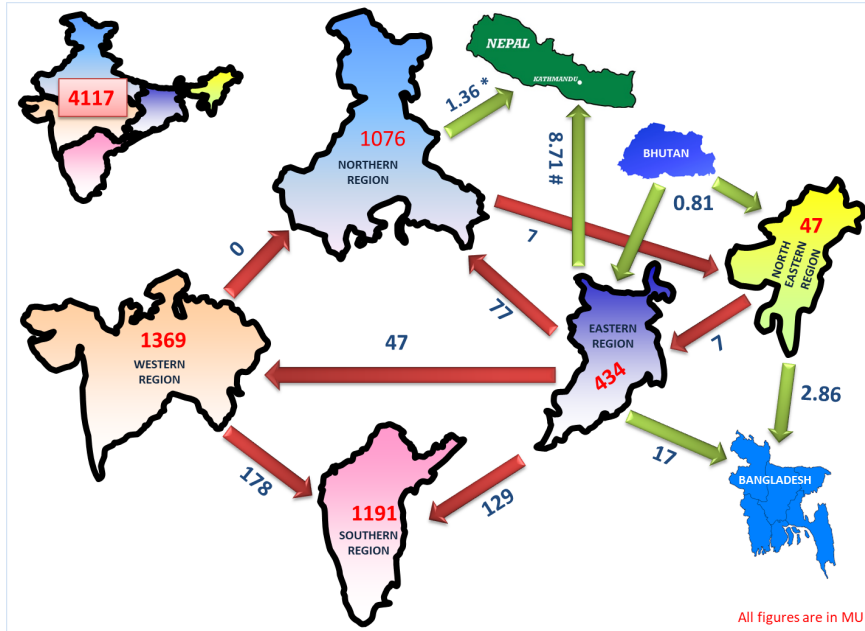 4117
NEPAL
KATHMANDU
1.36 *
1076
NORTHERN
REGION
8.71 #
BHUTAN
0.81
47
NORTH
EASTERN
REGION
7
0
77
1369
WESTERN
REGION
47
EASTERN
REGION
434
7
2.86
178
1191
SOUTHERN
REGION
129
17
BANGLADESH
All figures are in MU